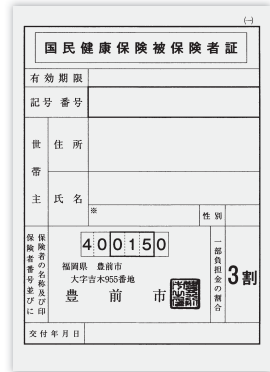 (一)
国民健康保険被保険者証
有効期限
記号 番号
世帯主
住所
氏名
※
性別
保険者番号並びに
保険者の名称及び印
400150
福岡県 豊前市
大字吉木955番地
豊前市
一部負担金の割合
3割
交付年月日